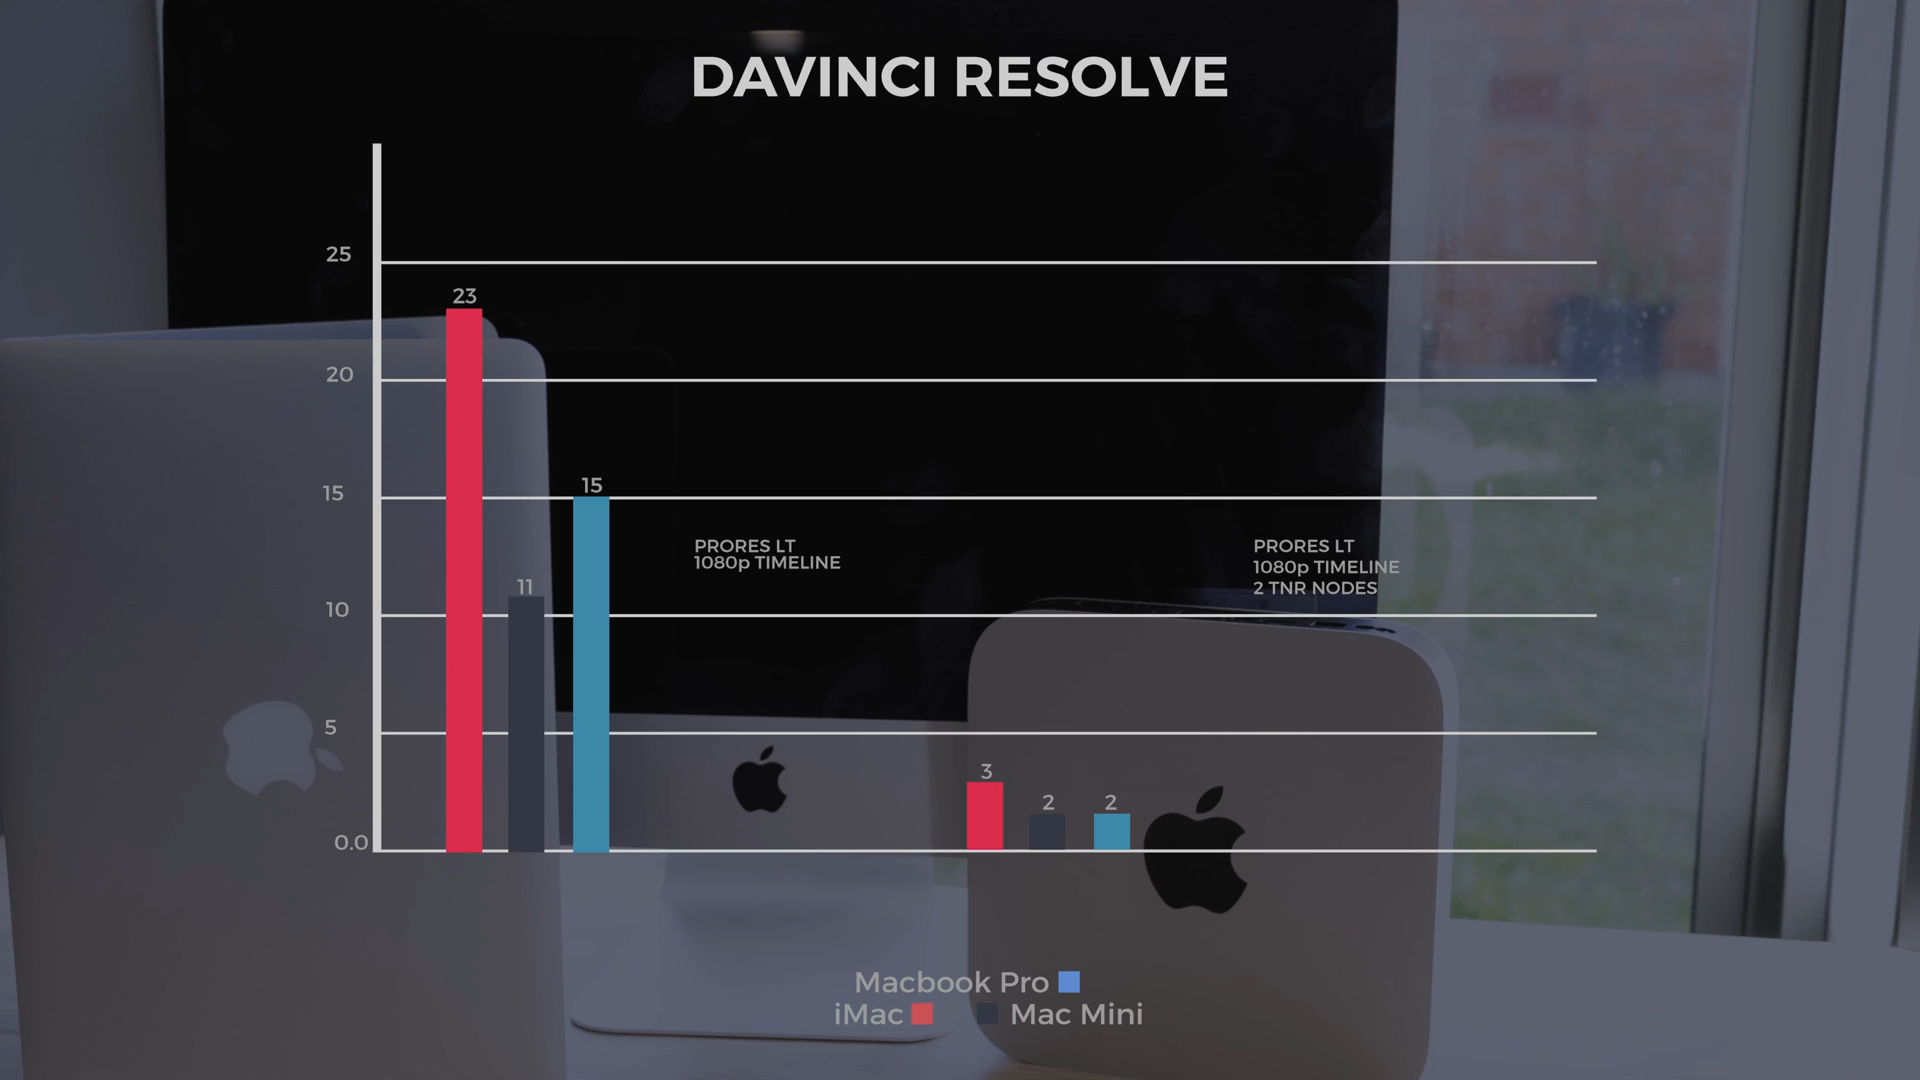 DAVINCI RESOLVE
25
23
20
15
15
PRORES LT
1080p TIMELINE
PRORES LT
1080p TIMELINE
2 TNR NODES
11
10
5
3
2
2
0.0
Macbook Pro
iMac
Mac Mini